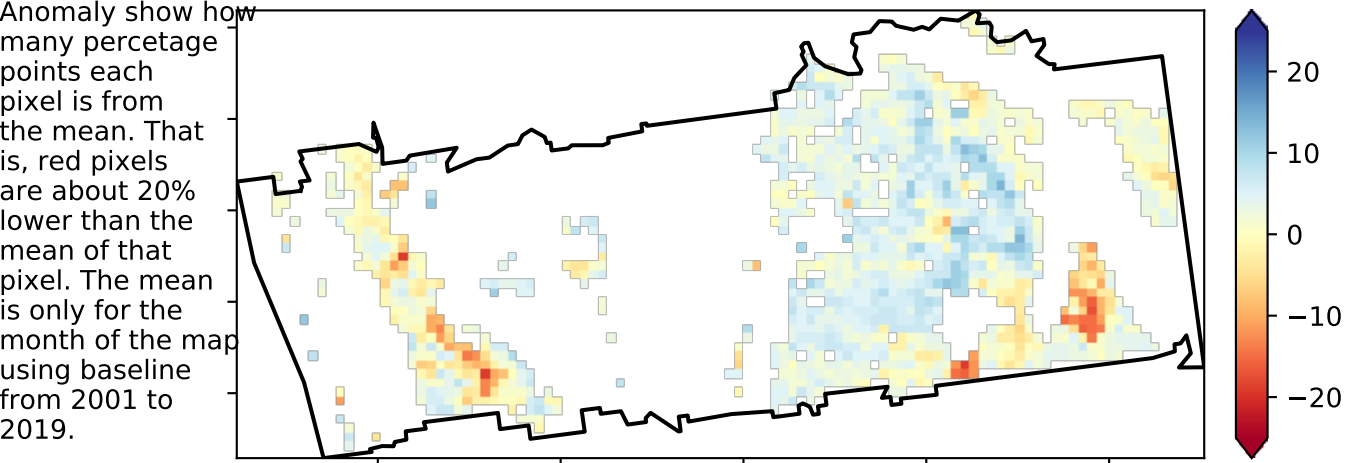 Anomaly show how
many percetage
points each
pixel is from
the mean. That
is, red pixels
are about 20%
lower than the
mean of that
pixel. The mean
is only for the
month of the map
using baseline
from 2001 to
2019.
20
10
0
−10
−20